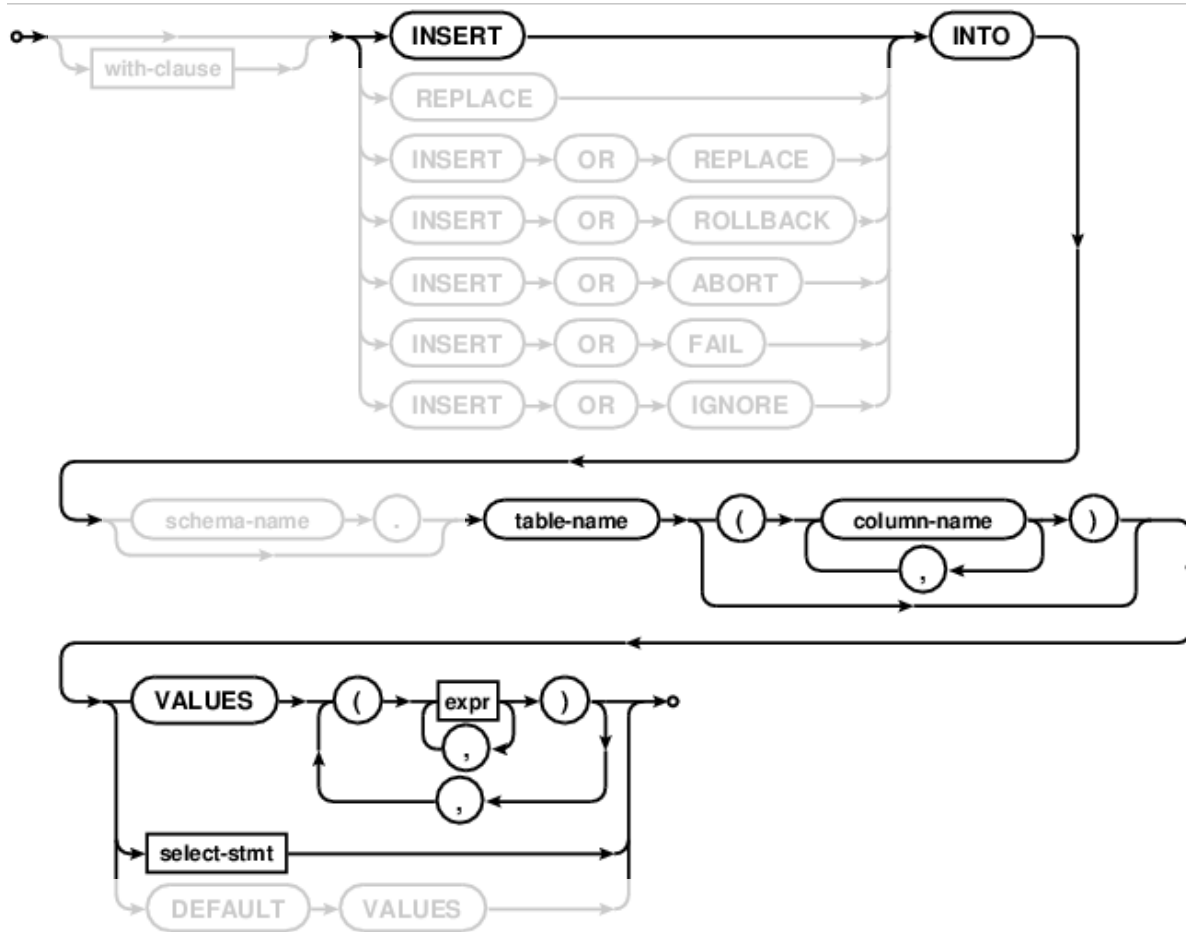 INSERT INTO
with-clause
REPLACE
INSERT OR REPLACE
INSERT OR ROLLBACK
INSERT OR ABORT
INSERT OR FAIL
INSERT OR IGNORE
schema-name . table-name ( column-name )
,
VALUES ( expr )
,
,
select-stmt
DEFAULT VALUES